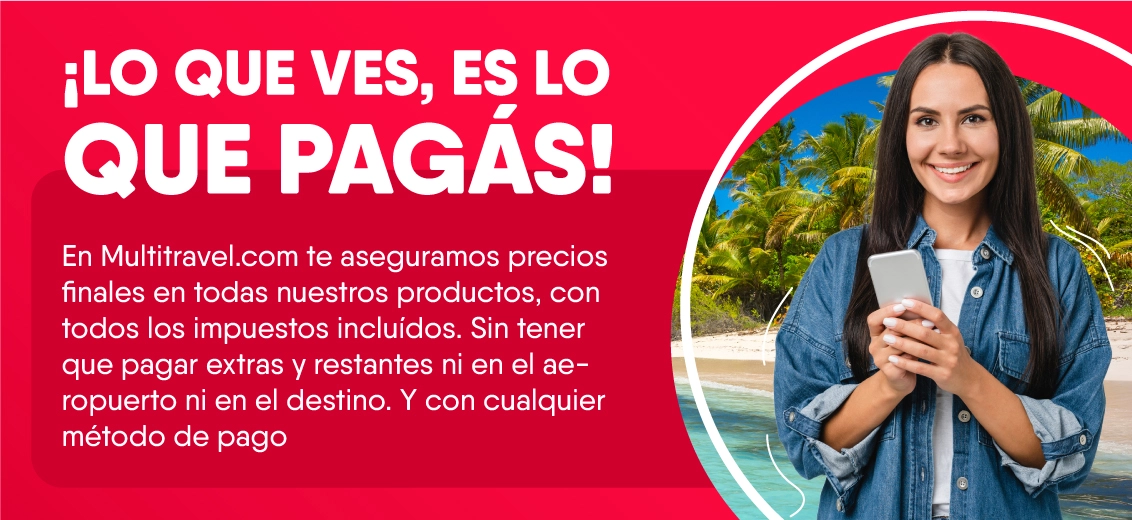 ¡LO QUE VES, ES LO
QUE PAGÁS!
En Multitravel.com te aseguramos precios
finales en todas nuestros productos, con
todos los impuestos incluídos. Sin tener
que pagar extras y restantes ni en el ae-
ropuerto ni en el destino. Y con cualquier
método de pago